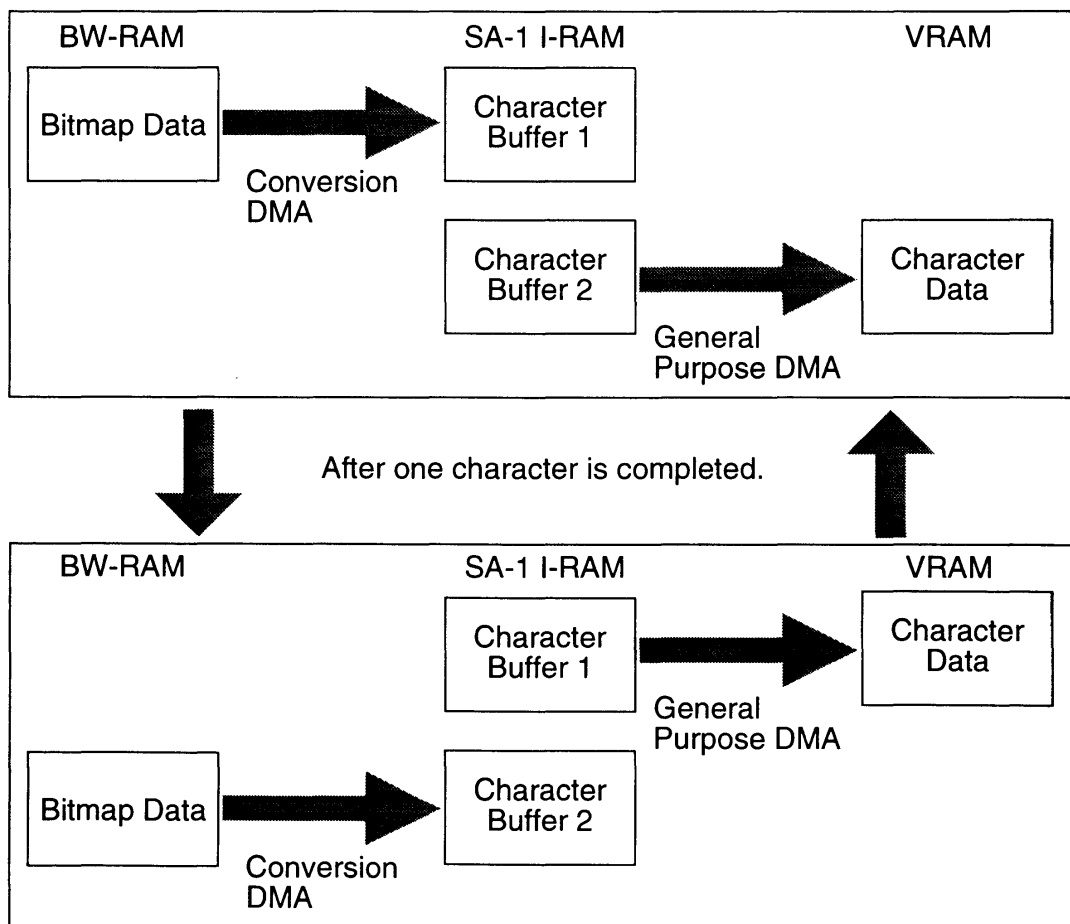 BW-RAM
SA-1 I-RAM
VRAM
Bitmap Data
Character
Buffer 1
Conversion
DMA
Character
Buffer 2
Character
Data
General
Purpose DMA
After one character is completed.
BW-RAM
SA-1 I-RAM
VRAM
Character
Buffer 1
Character
Data
General
Purpose DMA
Bitmap Data
Character
Buffer 2
Conversion
DMA